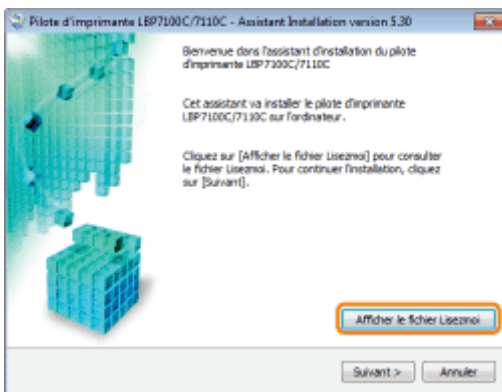 Pilote d'imprimante LBP7100C/7110C - Assistant Installation version 5.30
Bienvenue dans l'assistant d'installation du pilote
d'imprimante LBP7100C/7110C
Cet assistant va installer le pilote d'imprimante
LBP7100C/7110C sur l'ordinateur.
Cliquez sur [Afficher le fichier Lisezmoi] pour consulter
le fichier Lisezmoi. Pour continuer l'installation, cliquez
sur [Suivant].
Afficher le fichier Lisezmoi
Suivant >
Annuler